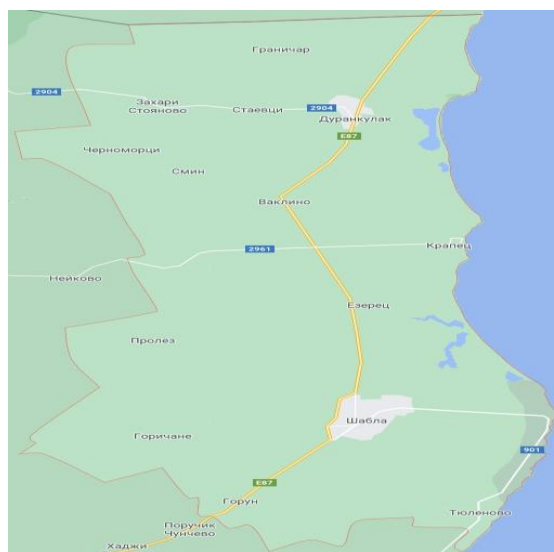 Граничар
2904
Захари
Стояново
Стаевци
2904
Дуранкулак
E87
Черноморци
Смин
Ваклино
2961
Крапец
Нейково
Езерец
Пролез
Шабла
Горичане
901
E87
Горун
Тюленово
Поручик
Чунчево
Хаджи